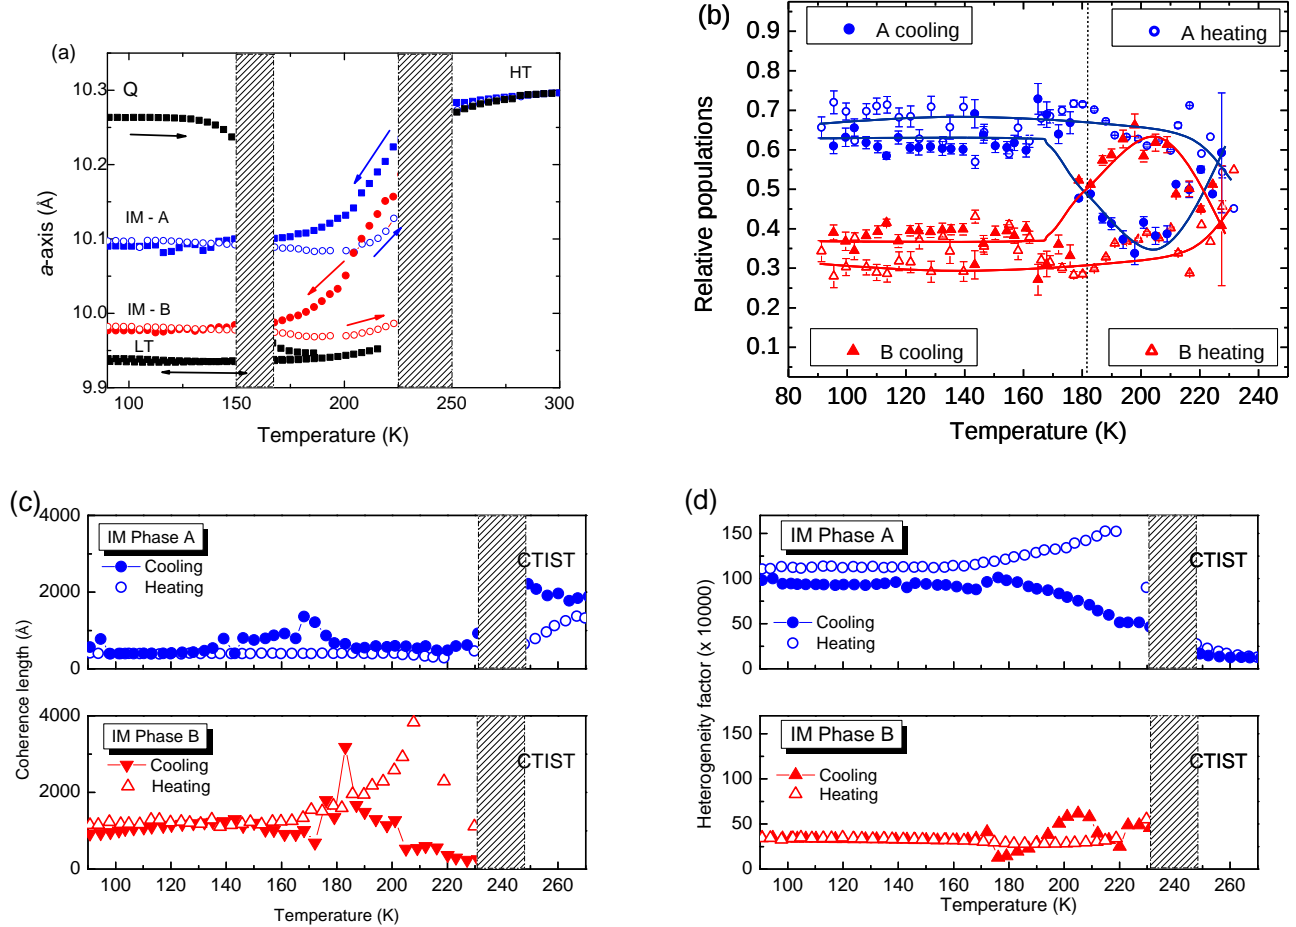 (a)
10.3
10.2
10.1
10.0
9.9
a-axis (Å)
Q
HT
IM - A
IM - B
LT
100
150
200
250
300
Temperature (K)
(b)
0.9
0.8
0.7
0.6
0.5
0.4
0.3
0.2
0.1
Relative populations
A cooling
A heating
B cooling
B heating
80
100
120
140
160
180
200
220
240
Temperature (K)
(c)
4000
2000
0
IM Phase A
Cooling
Heating
CTIST
Coherence length (Å)
4000
2000
0
IM Phase B
Cooling
Heating
CTIST
100
120
140
160
180
200
220
240
260
Temperature (K)
(d)
150
100
50
0
IM Phase A
Cooling
Heating
CTIST
Heterogeneity factor (x 10000)
150
100
50
0
IM Phase B
Cooling
Heating
CTIST
100
120
140
160
180
200
220
240
260
Temperature (K)